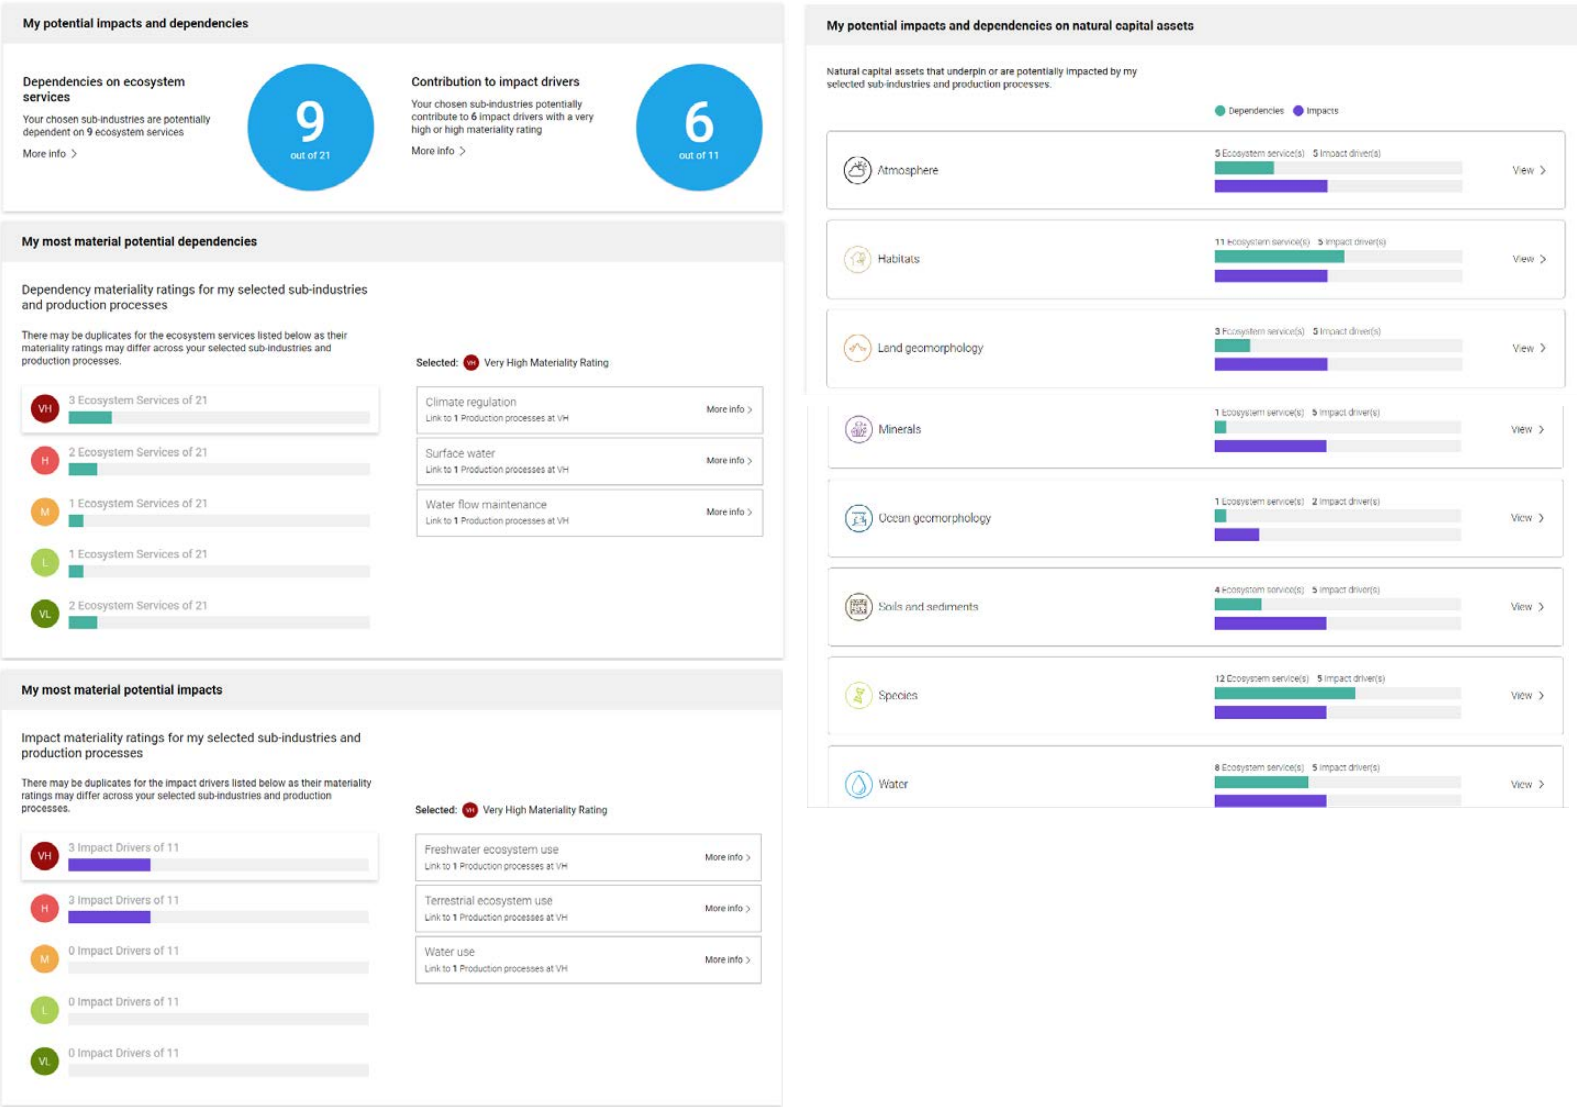 My potential impacts and dependencies
Dependencies on ecosystem
services
Your chosen sub-industries are potentially
dependent on 9 ecosystem services
More info >
9
out of 21
Contribution to impact drivers
Your chosen sub-industries potentially
contribute to 6 impact drivers with a very
high or high materiality rating
More info >
6
out of 11
My most material potential dependencies
Dependency materiality ratings for my selected sub-industries
and production processes
There may be duplicates for the ecosystem services listed below as their
materiality ratings may differ across your selected sub-industries and
production processes.
VH
3 Ecosystem Services of 21
H
2 Ecosystem Services of 21
M
1 Ecosystem Services of 21
L
1 Ecosystem Services of 21
VL
2 Ecosystem Services of 21
Selected: VH Very High Materiality Rating
Climate regulation
Link to 1 Production processes at VH
More info >
Surface water
Link to 1 Production processes at VH
More info >
Water flow maintenance
Link to 1 Production processes at VH
More info >
My most material potential impacts
Impact materiality ratings for my selected sub-industries and
production processes
There may be duplicates for the impact drivers listed below as their materiality
ratings may differ across your selected sub-industries and production
processes.
VH
3 Impact Drivers of 11
H
3 Impact Drivers of 11
M
0 Impact Drivers of 11
L
0 Impact Drivers of 11
VL
0 Impact Drivers of 11
Selected: VH Very High Materiality Rating
Freshwater ecosystem use
Link to 1 Production processes at VH
More info >
Terrestrial ecosystem use
Link to 1 Production processes at VH
More info >
Water use
Link to 1 Production processes at VH
More info >
My potential impacts and dependencies on natural capital assets
Natural capital assets that underpin or are potentially impacted by my
selected sub-industries and production processes.
Dependencies Impacts
Atmosphere
5 Ecosystem service(s) 5 Impact driver(s)
View >
Habitats
11 Ecosystem service(s) 5 Impact driver(s)
View >
Land geomorphology
3 Ecosystem service(s) 5 Impact driver(s)
View >
Minerals
1 Ecosystem service(s) 5 Impact driver(s)
View >
Ocean geomorphology
1 Ecosystem service(s) 2 Impact driver(s)
View >
Soils and sediments
4 Ecosystem service(s) 5 Impact driver(s)
View >
Species
12 Ecosystem service(s) 5 Impact driver(s)
View >
Water
8 Ecosystem service(s) 5 Impact driver(s)
View >